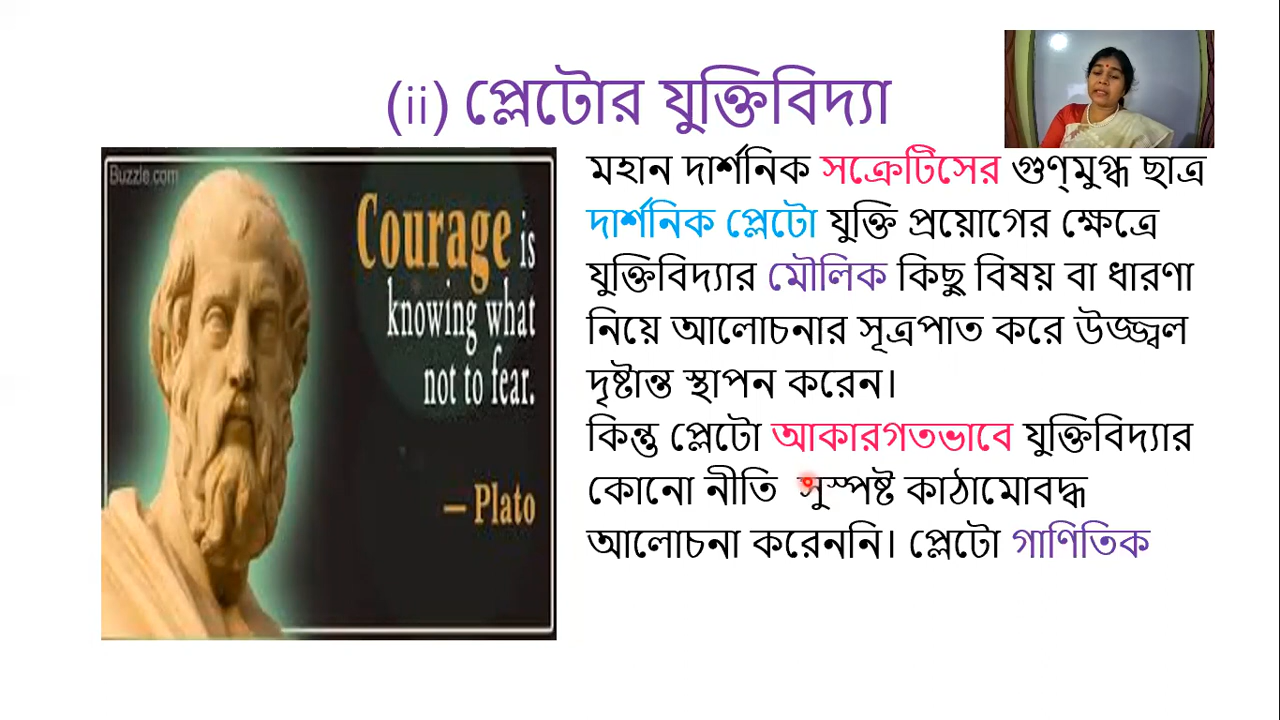 (ii) প্লেটোর যুক্তিবিদ্যা
Buzzle.com
Courage is
knowing what
not to fear.
— Plato
মহান দার্শনিক সক্রেটিসের গুণ্মুগ্ধ ছাত্র
দার্শনিক প্লেটো যুক্তি প্রয়োগের ক্ষেত্রে
যুক্তিবিদ্যার মৌলিক কিছু বিষয় বা ধারণা
নিয়ে আলোচনার সূত্রপাত করে উজ্জ্বল
দৃষ্টান্ত স্থাপন করেন।
কিন্তু প্লেটো আকারগতভাবে যুক্তিবিদ্যার
কোনো নীতি সুস্পষ্ট কাঠামোবদ্ধ
আলোচনা করেননি। প্লেটো গাণিতিক